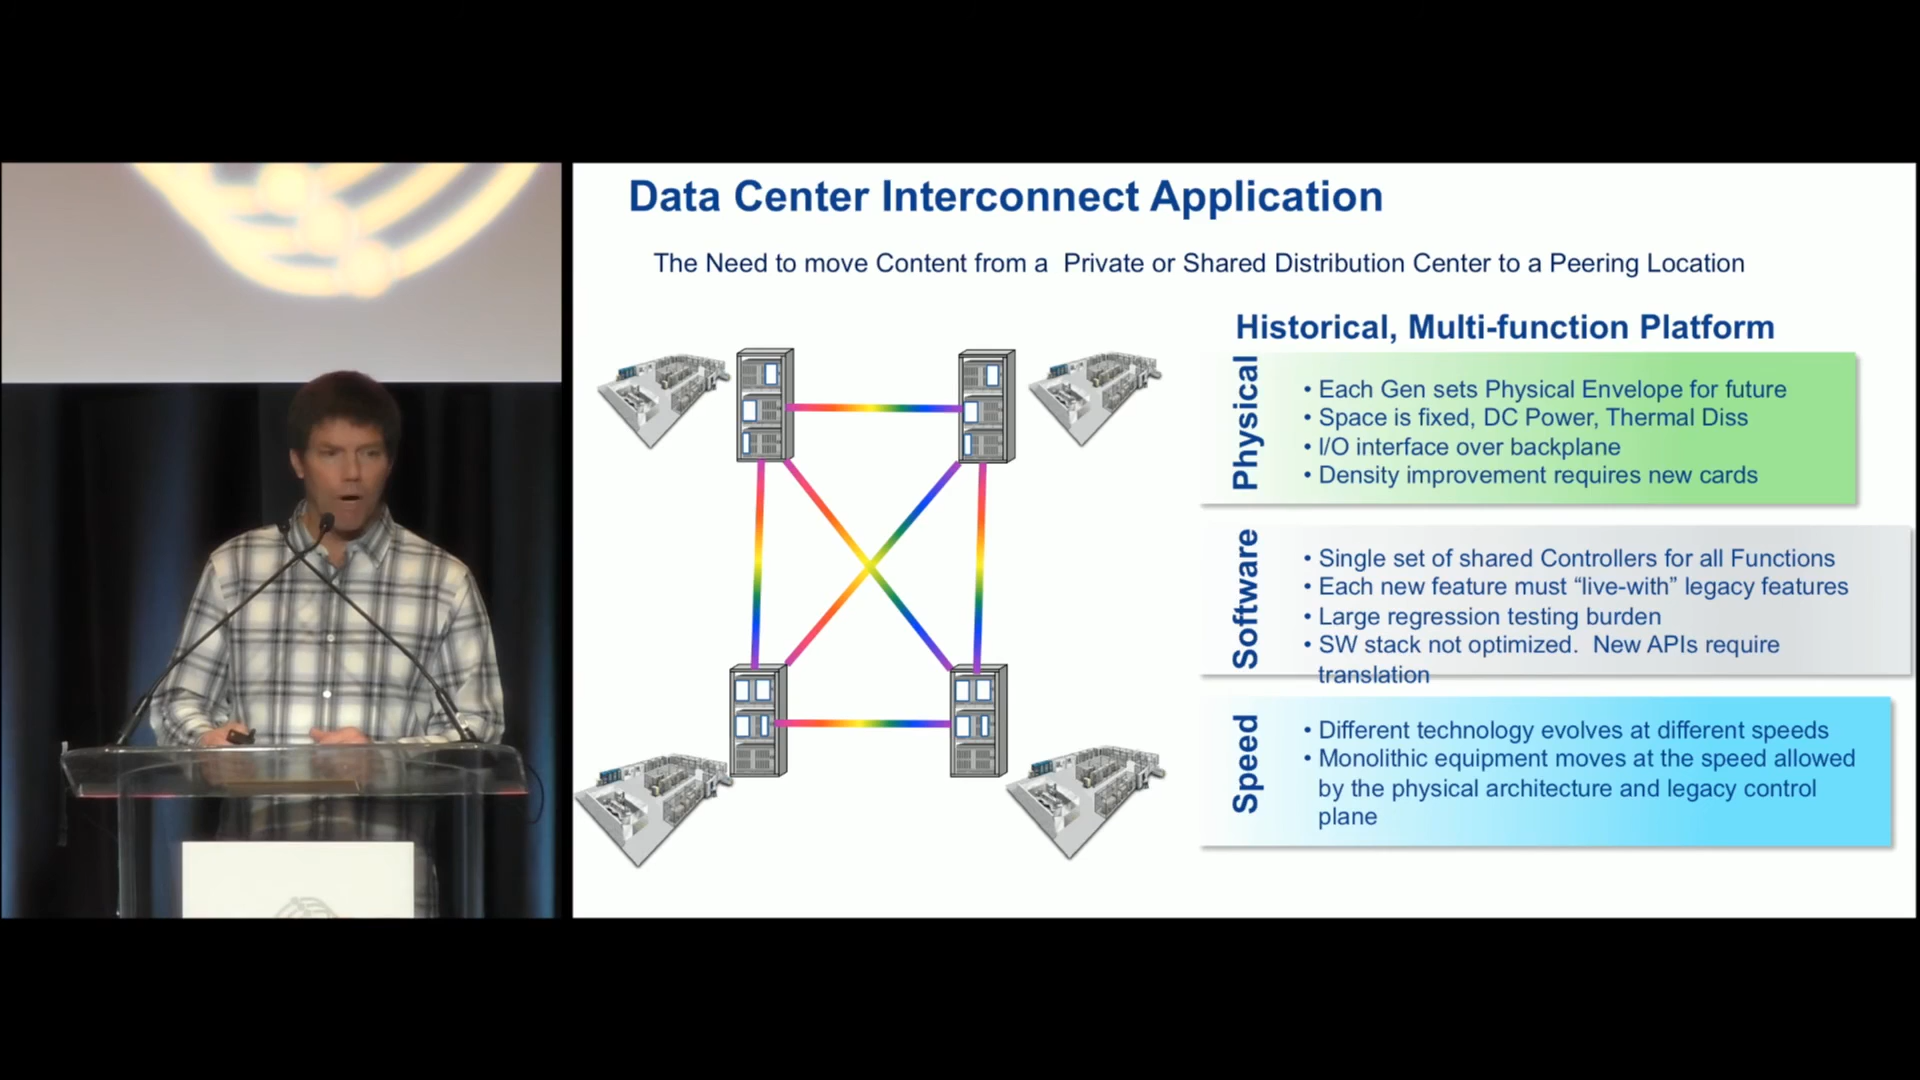 Data Center Interconnect Application
The Need to move Content from a  Private or Shared Distribution Center to a Peering Location
Historical, Multi-function Platform
Physical
• Each Gen sets Physical Envelope for future
• Space is fixed, DC Power, Thermal Diss
• I/O interface over backplane
• Density improvement requires new cards
Software
• Single set of shared Controllers for all Functions
• Each new feature must “live-with” legacy features
• Large regression testing burden
• SW stack not optimized.  New APIs require
translation
Speed
• Different technology evolves at different speeds
• Monolithic equipment moves at the speed allowed
by the physical architecture and legacy control
plane